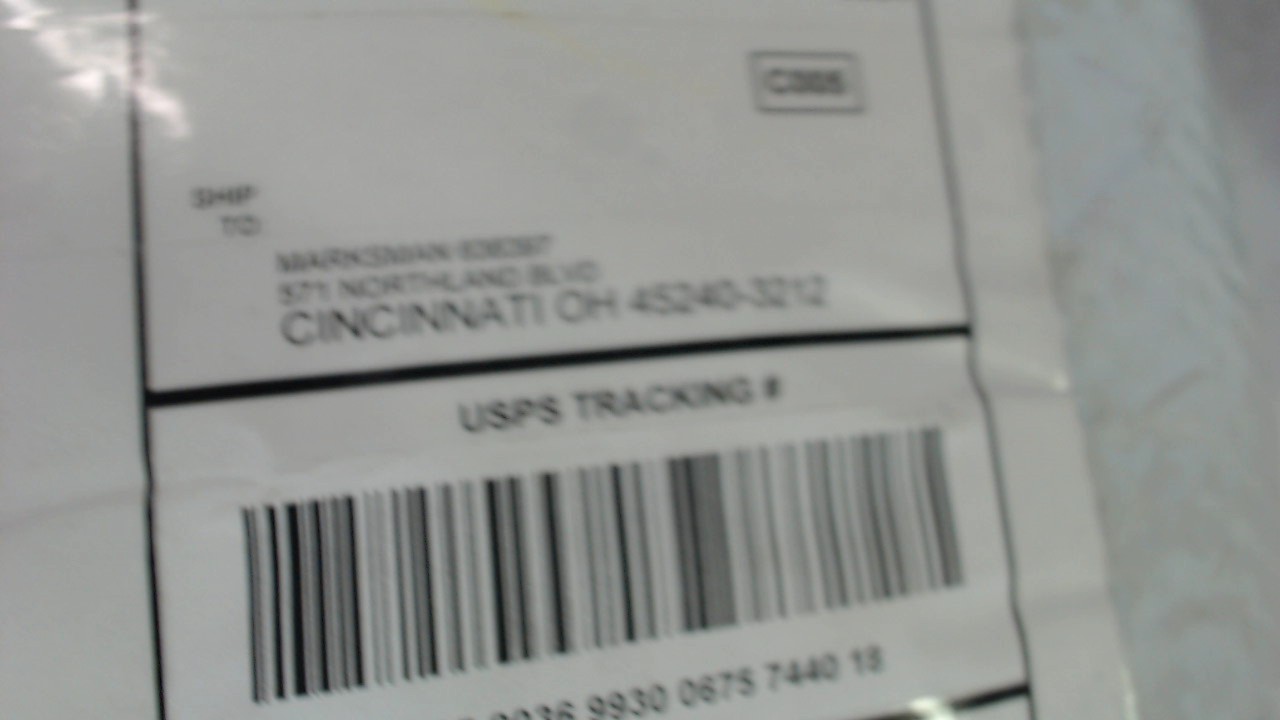 SHIP
TO:
MARKSMAN
571 NORTHLAND BLVD
CINCINNATI OH 45240-3212
USPS TRACKING #
9930 0675 7440 18